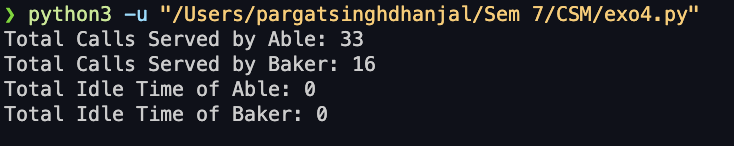 ❯ python3 -u "/Users/pargatsinghdhanjal/Sem 7/CSM/exo4.py"
Total Calls Served by Able: 33
Total Calls Served by Baker: 16
Total Idle Time of Able: 0
Total Idle Time of Baker: 0